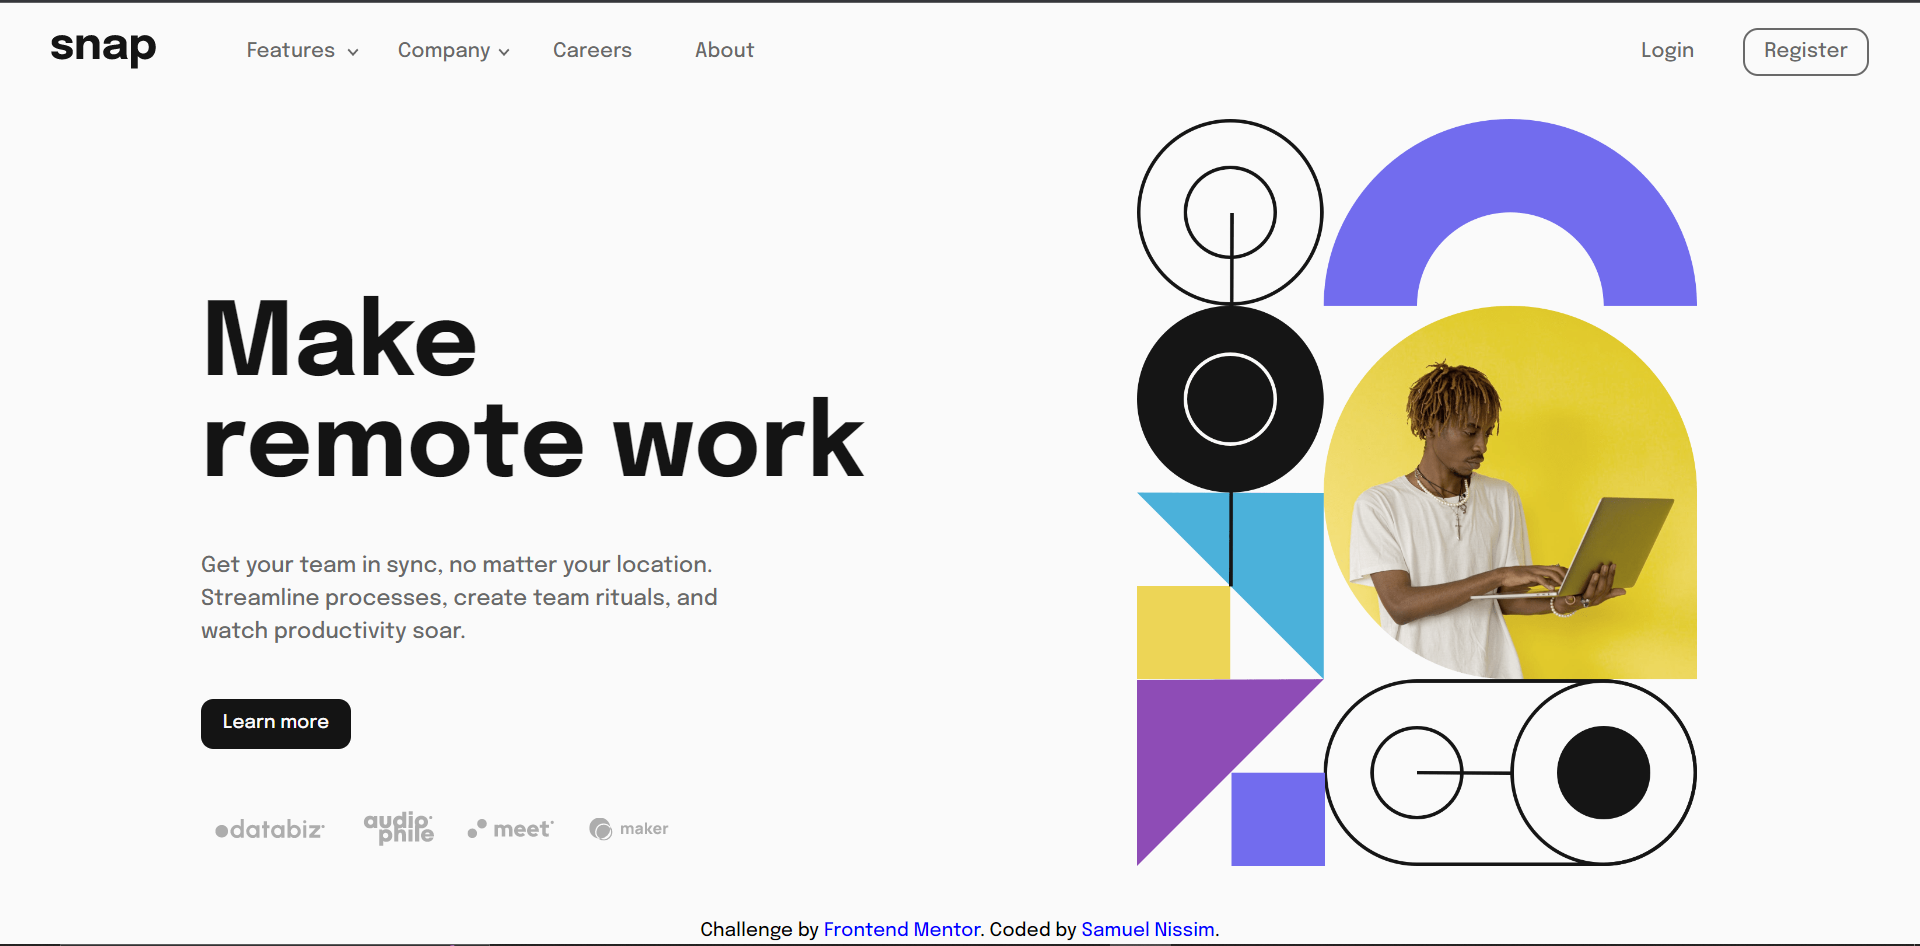 snap
Features
Company
Careers
About
Login
Register
Make
remote work
Get your team in sync, no matter your location.
Streamline processes, create team rituals, and
watch productivity soar.
Learn more
databiz
audio
phile
meet
maker
Challenge by Frontend Mentor. Coded by Samuel Nissim.